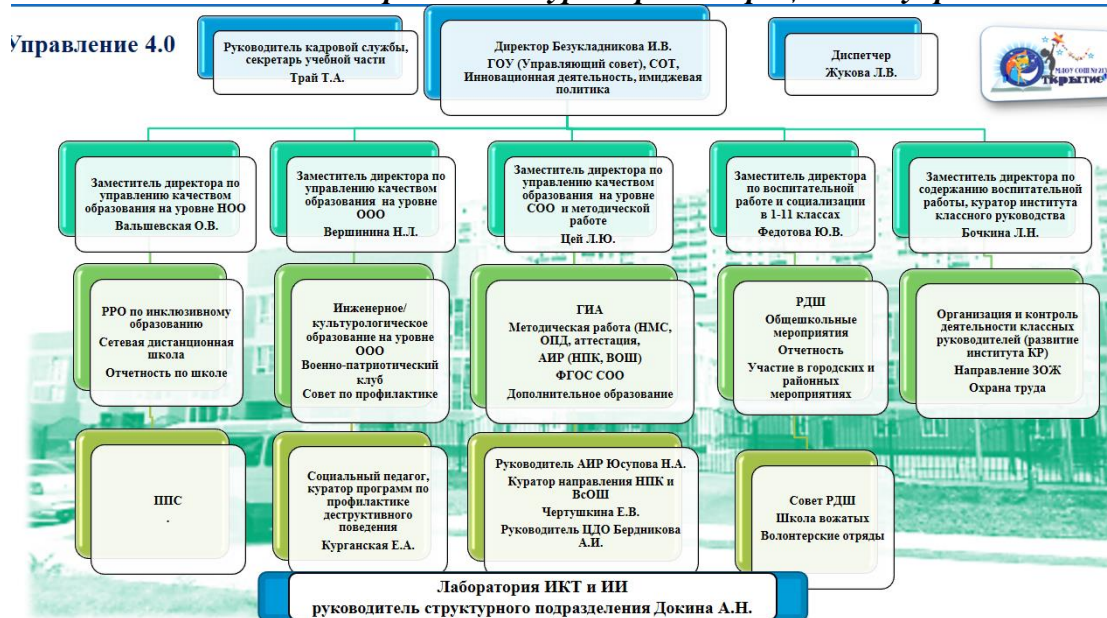 Управление 4.0
Руководитель кадровой службы,
секретарь учебной части
Трай Т.А.
Директор Безукладникова И.В.
ГОУ (Управляющий совет), СОТ,
Инновационная деятельность, имиджевая
политика
Диспетчер
Жукова Л.В.
МАОУ СОШ №
Открытие
Заместитель директора по
управлению качеством
образования на уровне НОО
Вальшевская О.В.
Заместитель директора по
управлению качеством
образования на уровне
ООО
Вершинина Н.Л.
Заместитель директора по
управлению качеством
образования на уровне
СОО и методической
работе
Цей Л.Ю.
Заместитель директора
по воспитательной
работе и социализации
в 1-11 классах
Федотова Ю.В.
Заместитель директора по
содержанию воспитательной
работы, куратор института
классного руководства
Бочкина Л.Н.
РРО по инклюзивному
образованию
Сетевая дистанционная
школа
Отчетность по школе
Инженерное/
культурологическое
образование на уровне
ООО
Военно-патриотический
клуб
Совет по профилактике
ГИА
Методическая работа (НМС,
ОПД, аттестация,
АИР (НПК, ВОШ)
ФГОС СОО
Дополнительное образование
РДШ
Общешкольные
мероприятия
Отчетность
Участие в городских и
районных
мероприятиях
Организация и контроль
деятельности классных
руководителей (развитие
института КР)
Направление ЗОЖ
Охрана труда
ППС
.
Социальный педагог,
куратор программ по
профилактике
деструктивного
поведения
Курганская Е.А.
Руководитель АИР Юсупова Н.А.
Куратор направления НПК и
ВсОШ
Чертушкина Е.В.
Руководитель ЦДО Бердникова
А.И.
Совет РДШ
Школа вожатых
Волонтерские отряды
Лаборатория ИКТ и ИИ
руководитель структурного подразделения Докина А.Н.